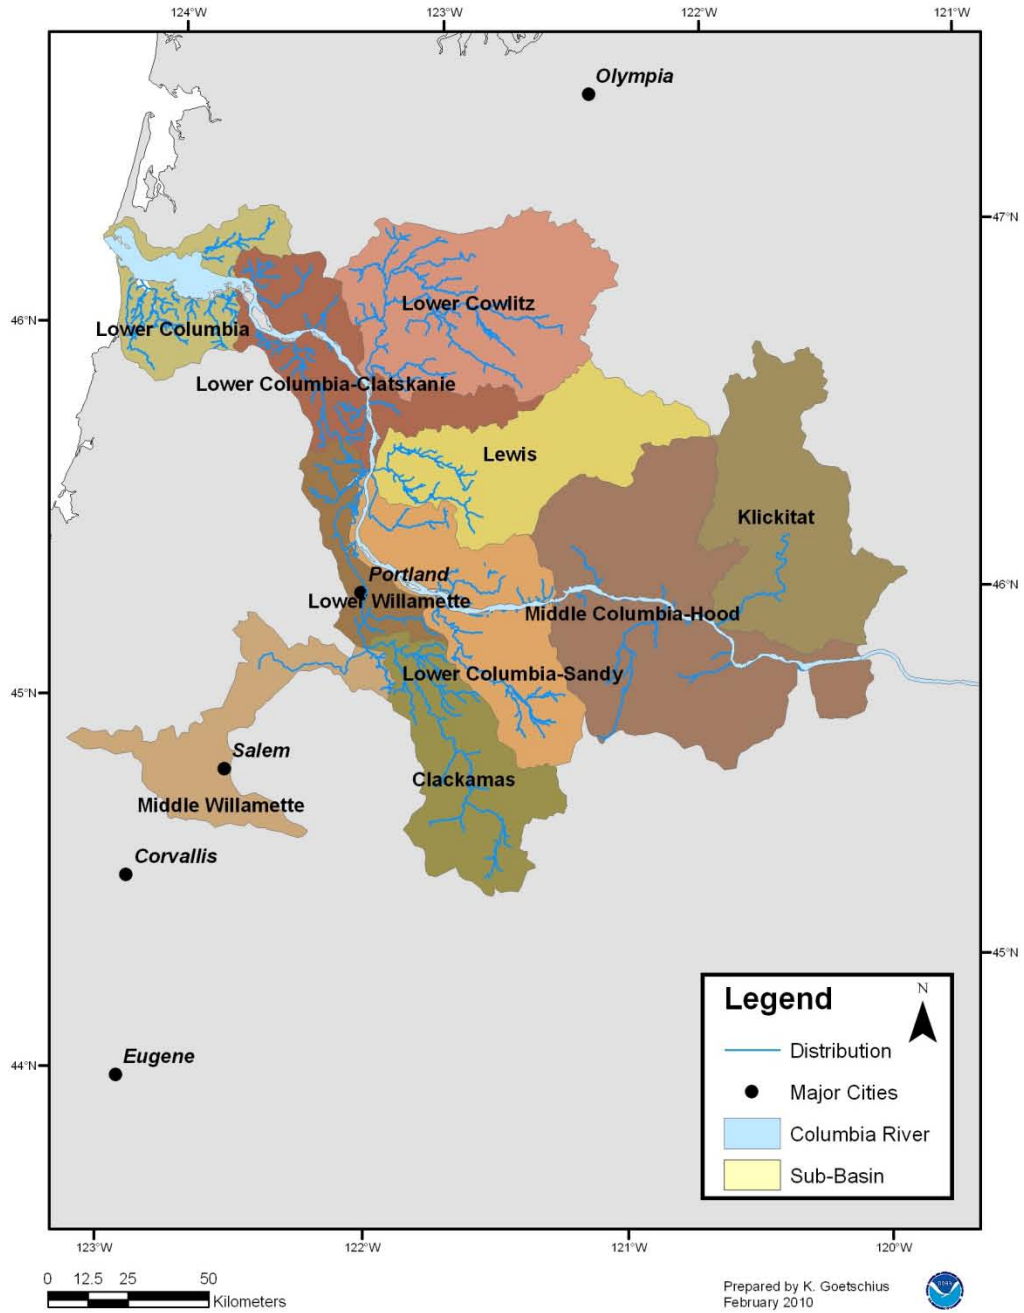 124°W
123°W
122°W
121°W
Olympia
47°N
Lower Cowlitz
46°N
Lower Columbia
Lower Columbia-Clatskanie
Lewis
Klickitat
Portland
46°N
Lower Willamette
Middle Columbia-Hood
Lower Columbia-Sandy
45°N
Salem
Clackamas
Middle Willamette
Corvallis
45°N
Legend
N
Distribution
Major Cities
Columbia River
Sub-Basin
Eugene
44°N
123°W
122°W
121°W
120°W
0 12.5 25 50
Kilometers
Prepared by K. Goetschius
February 2010